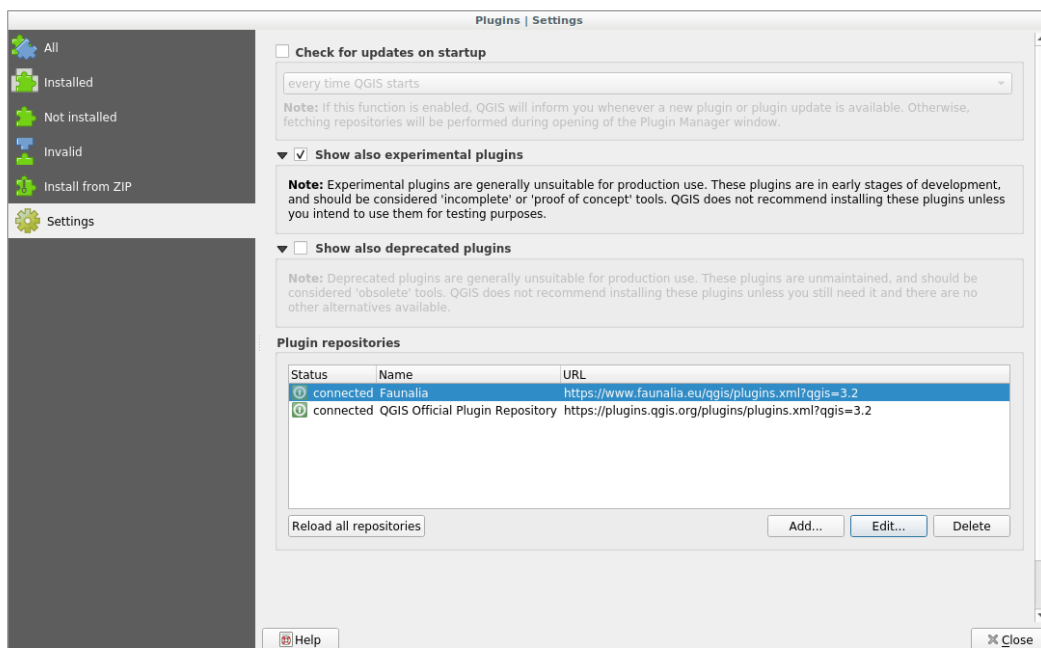 Plugins | Settings
All
Installed
Not installed
Invalid
Install from ZIP
Settings
Check for updates on startup
every time QGIS starts
Note: If this function is enabled, QGIS will inform you whenever a new plugin or plugin update is available. Otherwise,
fetching repositories will be performed during opening of the Plugin Manager window.
Show also experimental plugins
Note: Experimental plugins are generally unsuitable for production use. These plugins are in early stages of development,
and should be considered 'incomplete' or 'proof of concept' tools. QGIS does not recommend installing these plugins unless
you intend to use them for testing purposes.
Show also deprecated plugins
Note: Deprecated plugins are generally unsuitable for production use. These plugins are unmaintained, and should be
considered 'obsolete' tools. QGIS does not recommend installing these plugins unless you still need it and there are no
other alternatives available.
Plugin repositories
Status Name URL
connected Faunalia https://www.faunalia.eu/qgis/plugins.xml?qgis=3.2
connected QGIS Official Plugin Repository https://plugins.qgis.org/plugins/plugins.xml?qgis=3.2
Reload all repositories Add... Edit... Delete
Help Close